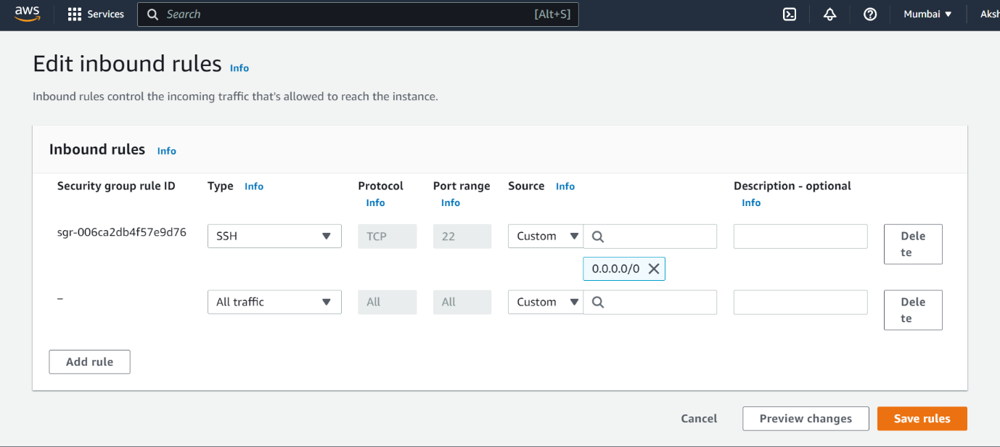 aws Services Search [Alt+S] Mumbai Aksh
Edit inbound rules Info
Inbound rules control the incoming traffic that's allowed to reach the instance.
Inbound rules Info
Security group rule ID Type Info Protocol Info Port range Info Source Info Description - optional Info
sgr-006ca2db4f57e9d76 SSH TCP 22 Custom Dele
te
0.0.0.0/0
– All traffic All All Custom Dele
te
Add rule
Cancel Preview changes Save rules